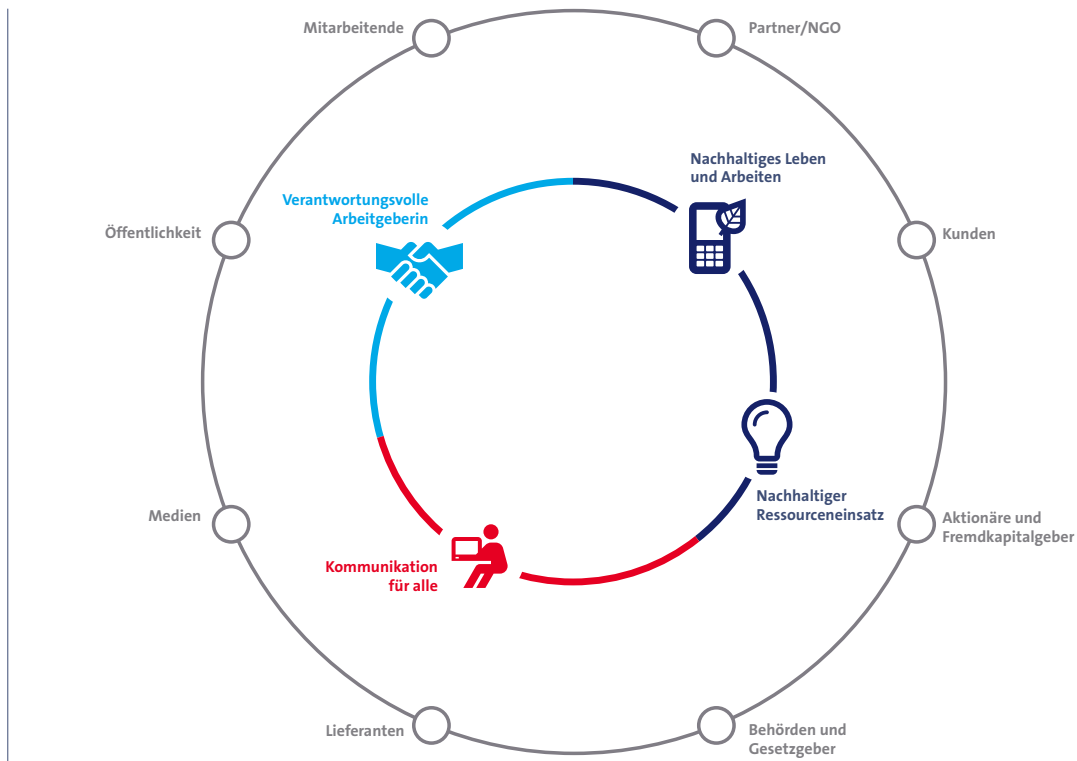 Mitarbeitende
Partner/NGO
Nachhaltiges Leben
und Arbeiten
Verantwortungsvolle
Arbeitgeberin
Öffentlichkeit
Kunden
Nachhaltiger
Ressourceneinsatz
Medien
Aktionäre und
Fremdkapitalgeber
Kommunikation
für alle
Lieferanten
Behörden und
Gesetzgeber